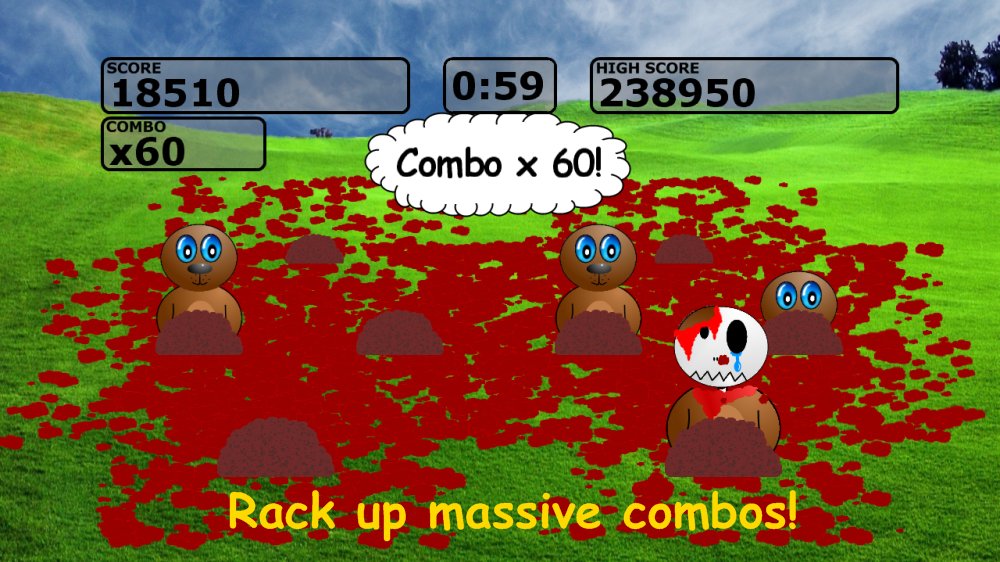 SCORE
18510
0:59
HIGH SCORE
238950
COMBO
x60
Combo x 60!
Rack up massive combos!